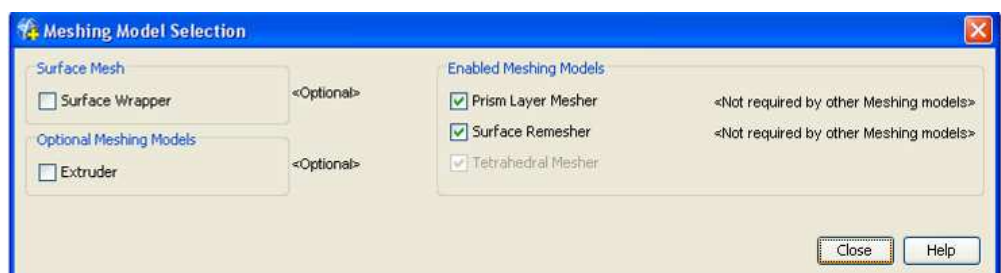 Meshing Model Selection
Surface Mesh
Surface Wrapper
<Optional>
Optional Meshing Models
Extruder
<Optional>
Enabled Meshing Models
Prism Layer Mesher
<Not required by other Meshing models>
Surface Remesher
<Not required by other Meshing models>
Tetrahedral Mesher
Close
Help